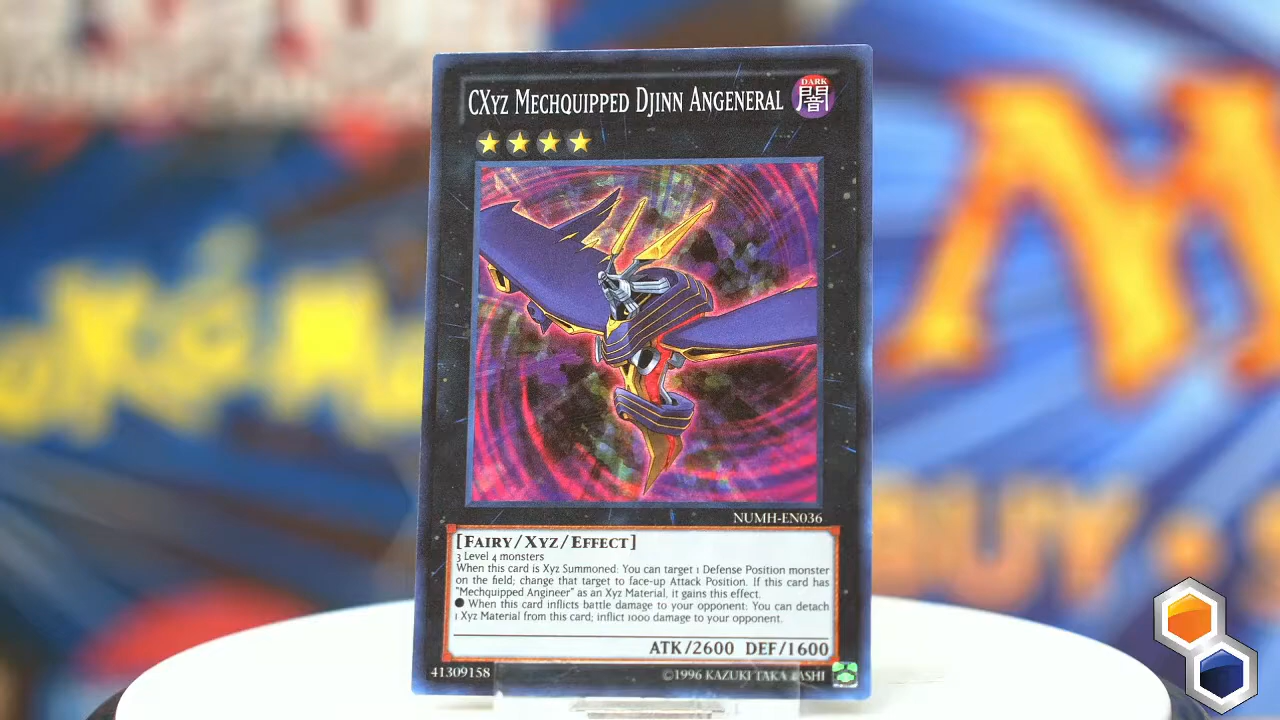 CXyz Mechquipped Djinn Angeneral
DARK
闇
NUMH-EN036
[Fairy/Xyz/Effect]
3 Level 4 monsters
When this card is Xyz Summoned: You can target 1 Defense Position monster
on the field; change that target to face-up Attack Position. If this card has
"Mechquipped Angineer" as an Xyz Material, it gains this effect.
● When this card inflicts battle damage to your opponent: You can detach
1 Xyz Material from this card; inflict 1000 damage to your opponent.
ATK/2600 DEF/1600
41309158
©1996 KAZUKI TAKAHASHI